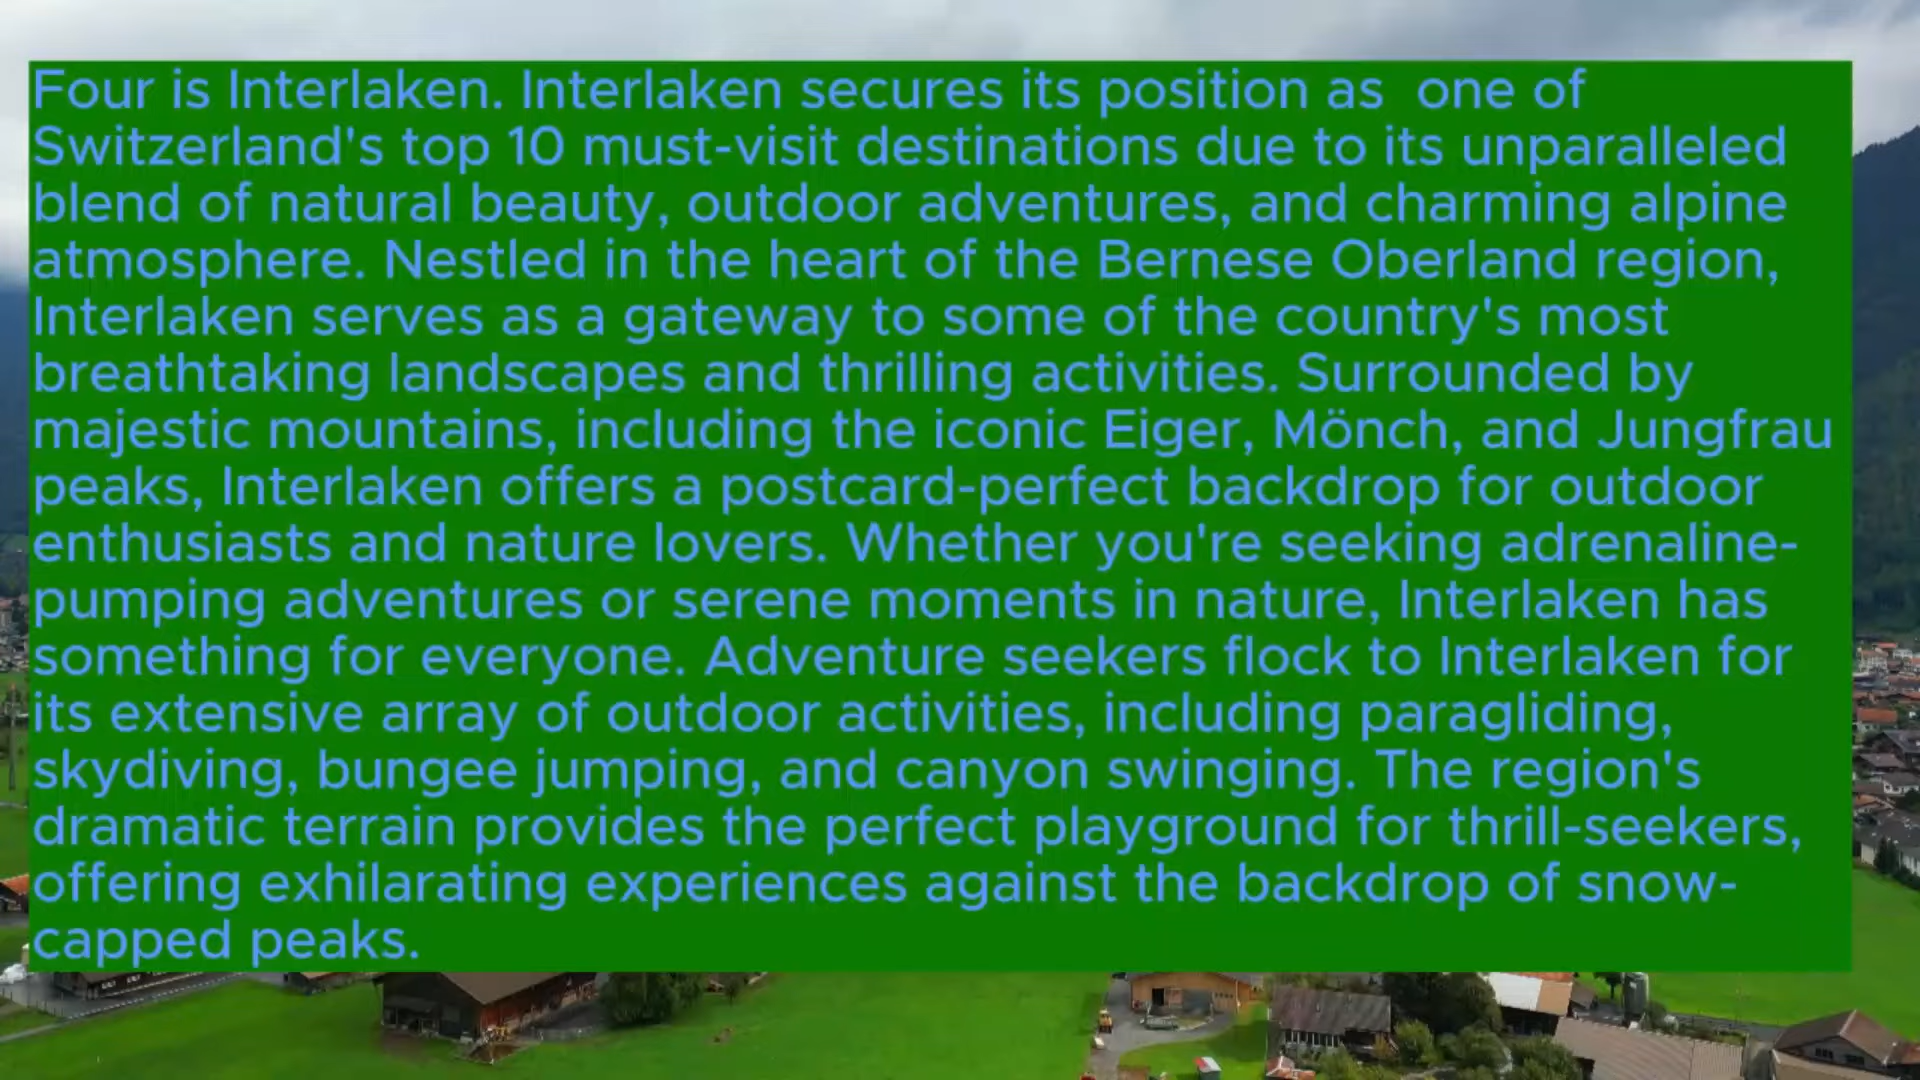 Four is Interlaken. Interlaken secures its position as  one of
Switzerland's top 10 must-visit destinations due to its unparalleled
blend of natural beauty, outdoor adventures, and charming alpine
atmosphere. Nestled in the heart of the Bernese Oberland region,
Interlaken serves as a gateway to some of the country's most
breathtaking landscapes and thrilling activities. Surrounded by
majestic mountains, including the iconic Eiger, Mönch, and Jungfrau
peaks, Interlaken offers a postcard-perfect backdrop for outdoor
enthusiasts and nature lovers. Whether you're seeking adrenaline-
pumping adventures or serene moments in nature, Interlaken has
something for everyone. Adventure seekers flock to Interlaken for
its extensive array of outdoor activities, including paragliding,
skydiving, bungee jumping, and canyon swinging. The region's
dramatic terrain provides the perfect playground for thrill-seekers,
offering exhilarating experiences against the backdrop of snow-
capped peaks.